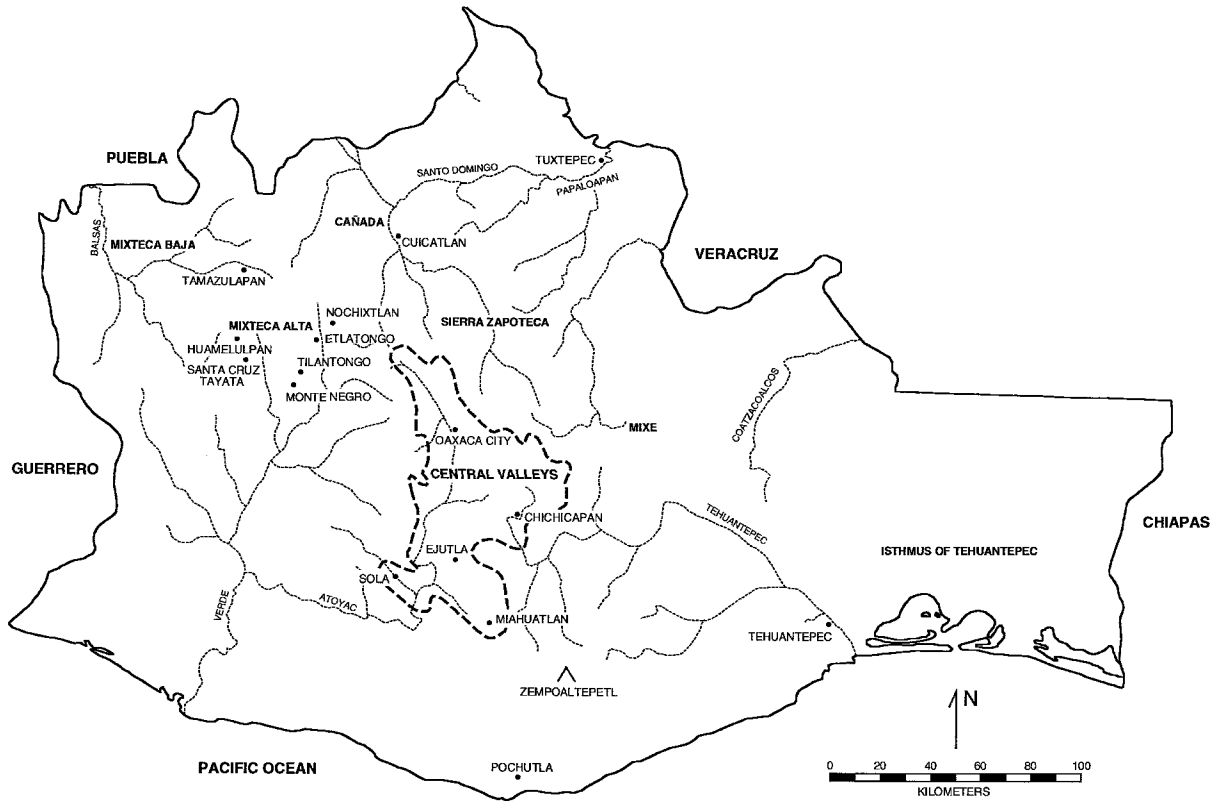 PUEBLA
SANTO DOMINGO
TUXTEPEC
PAPALOAPAN
BALSAS
CAÑADA
MIXTECA BAJA
CUICATLAN
VERACRUZ
TAMAZULAPAN
NOCHIXTLAN
MIXTECA ALTA
SIERRA ZAPOTECA
ETLATONGO
HUAMELULPAN
TILANTONGO
SANTA CRUZ
TAYATA
MONTE NEGRO
COATZACOALCOS
MIXE
OAXACA CITY
GUERRERO
CENTRAL VALLEYS
CHICHICAPAN
TEHUANTEPEC
CHIAPAS
EJUTLA
ISTHMUS OF TEHUANTEPEC
SOLA
VERDE
ATOYAC
MIAHUATLAN
TEHUANTEPEC
ZEMPOALTEPETL
N
PACIFIC OCEAN
POCHUTLA
0 20 40 60 80 100
KILOMETERS